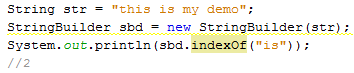 String str = "this is my demo";
StringBuilder sbd = new StringBuilder(str);
System.out.println(sbd.indexOf("is"));
//2